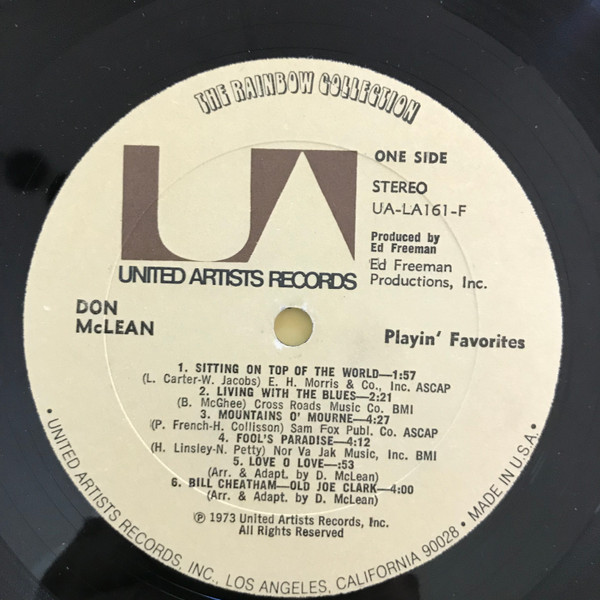 THE RAINBOW COLLECTION
UA
UNITED ARTISTS RECORDS
ONE SIDE
STEREO
UA-LA161-F
Produced by
Ed Freeman
Ed Freeman
Productions, Inc.
DON
McLEAN
Playin' Favorites
1. SITTING ON TOP OF THE WORLD—1:57
(L. Carter-W. Jacobs) E. H. Morris & Co., Inc. ASCAP
2. LIVING WITH THE BLUES—2:21
(B. McGhee) Cross Roads Music Co. BMI
3. MOUNTAINS O' MOURNE—4:27
(P. French-H. Collisson) Sam Fox Publ. Co. ASCAP
4. FOOL'S PARADISE—4:12
(H. Linsley-N. Petty) Nor Va Jak Music, Inc. BMI
5. LOVE O LOVE—:53
(Arr. & Adapt. by D. McLean)
6. BILL CHEATHAM—OLD JOE CLARK—4:00
(Arr. & Adapt. by D. McLean)
℗ 1973 United Artists Records, Inc.
All Rights Reserved
• UNITED ARTISTS RECORDS, INC., LOS ANGELES, CALIFORNIA 90028 • MADE IN U.S.A. •